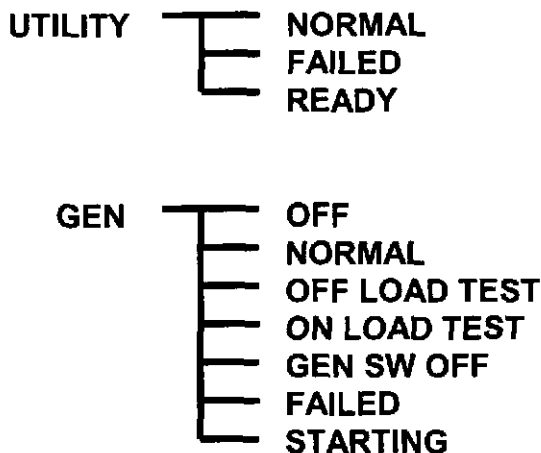 UTILITY NORMAL
FAILED
READY
GEN OFF
NORMAL
OFF LOAD TEST
ON LOAD TEST
GEN SW OFF
FAILED
STARTING